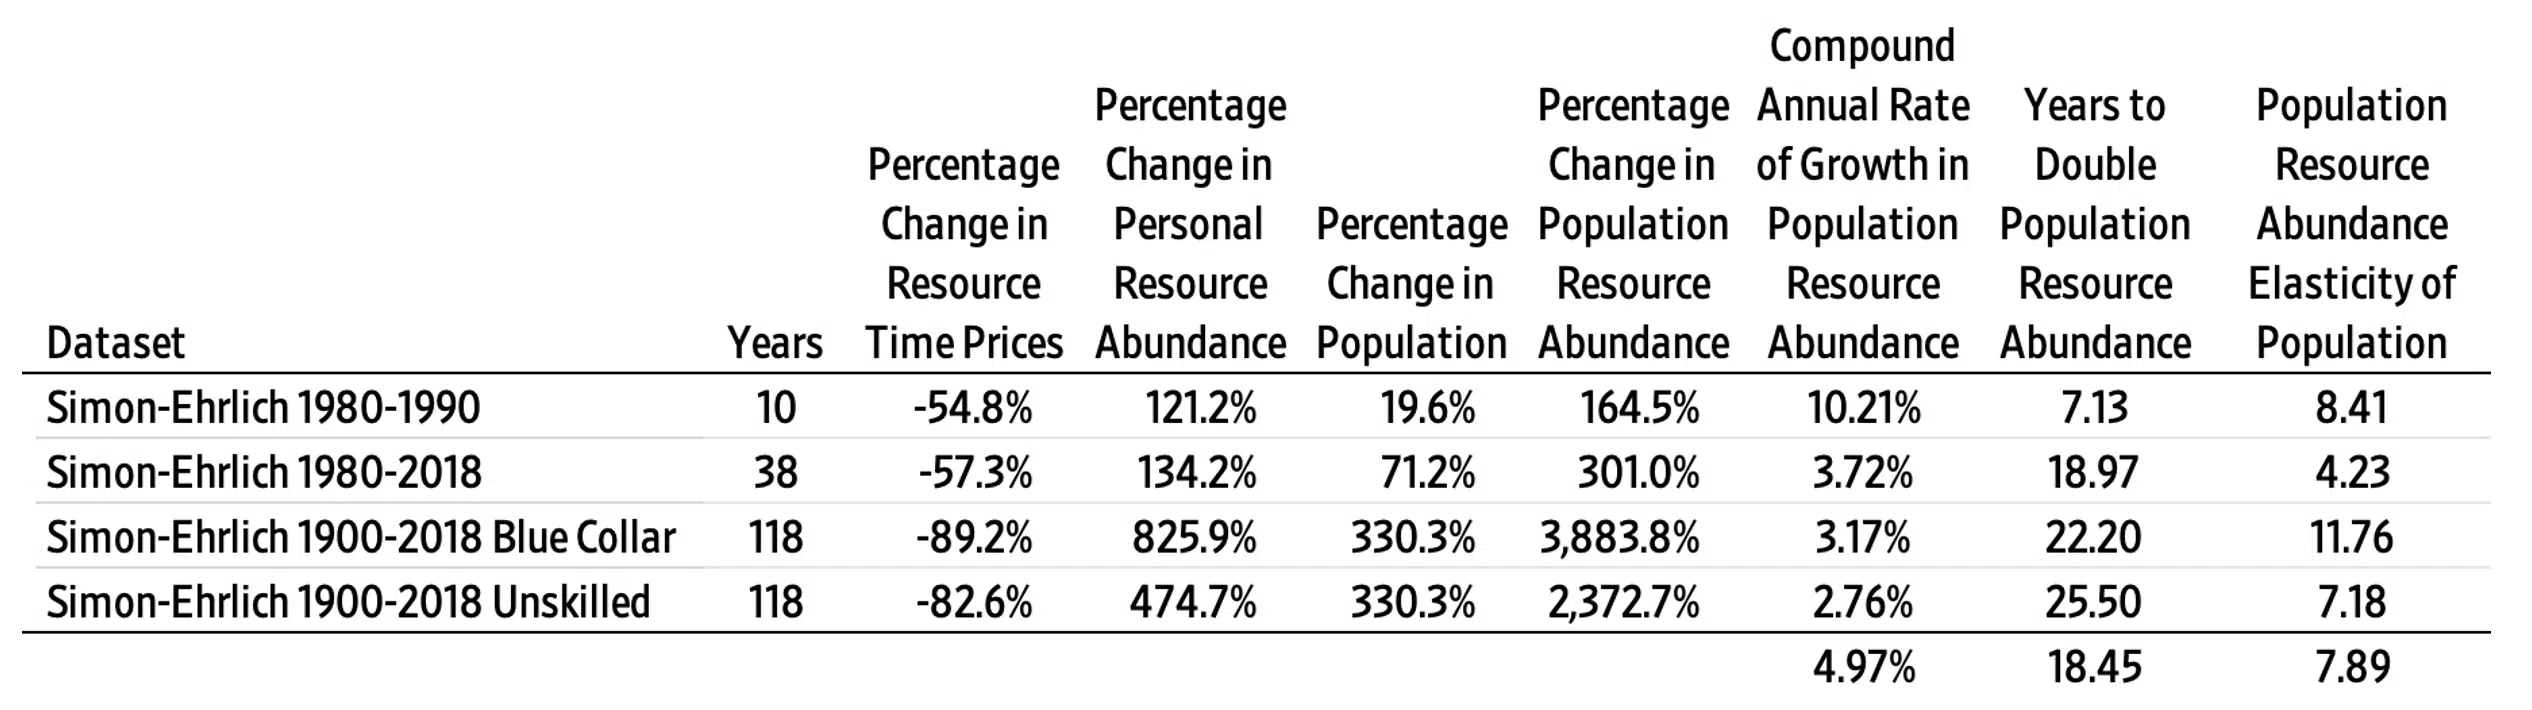 Compound
Percentage Percentage Annual Rate Years to Population
Percentage Change in Change in of Growth in Double Resource
Change in Personal Percentage Population Population Population Abundance
Resource Resource Change in Resource Resource Resource Elasticity of
Dataset Years Time Prices Abundance Population Abundance Abundance Abundance Population
Simon-Ehrlich 1980-1990 10 -54.8% 121.2% 19.6% 164.5% 10.21% 7.13 8.41
Simon-Ehrlich 1980-2018 38 -57.3% 134.2% 71.2% 301.0% 3.72% 18.97 4.23
Simon-Ehrlich 1900-2018 Blue Collar 118 -89.2% 825.9% 330.3% 3,883.8% 3.17% 22.20 11.76
Simon-Ehrlich 1900-2018 Unskilled 118 -82.6% 474.7% 330.3% 2,372.7% 2.76% 25.50 7.18
4.97% 18.45 7.89